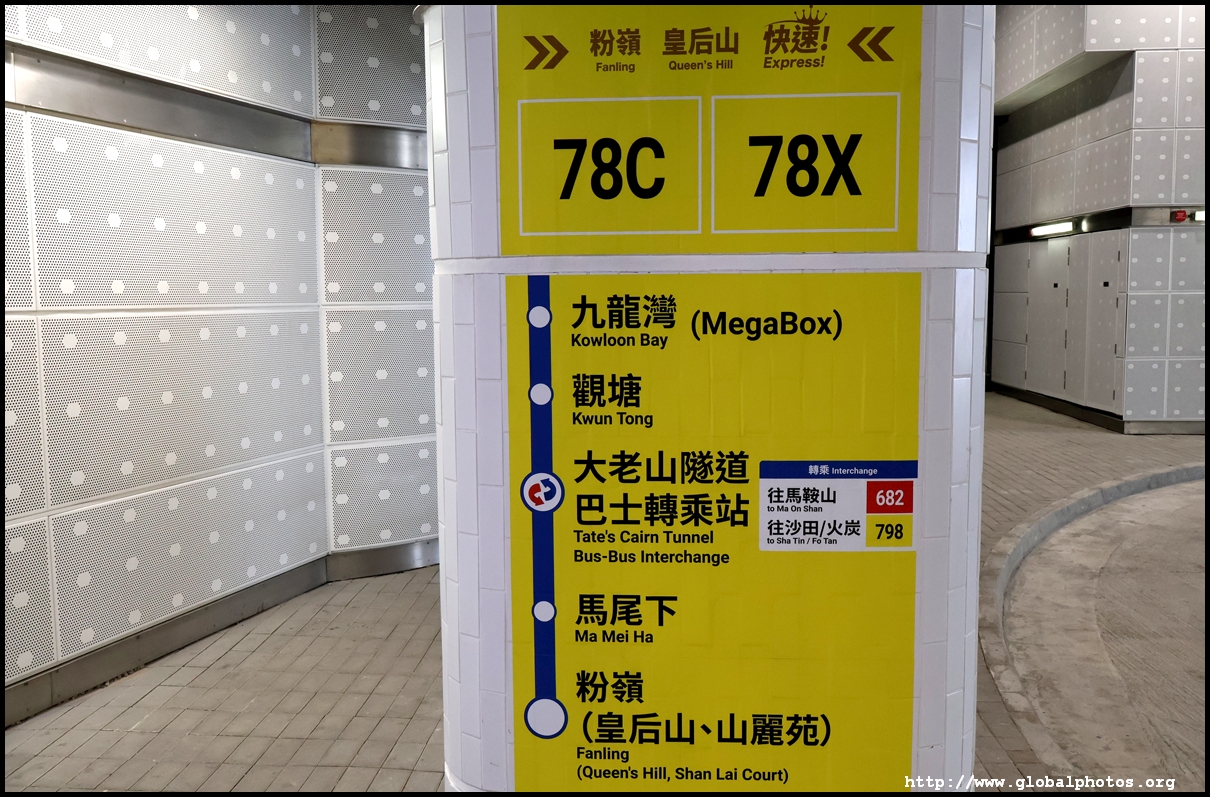 粉嶺 皇后山 快速!
Fanling Queen's Hill Express!
78C 78X
九龍灣 (MegaBox)
Kowloon Bay
觀塘
Kwun Tong
大老山隧道
巴士轉乘站
Tate's Cairn Tunnel
Bus-Bus Interchange
轉乘 Interchange
往馬鞍山 682
to Ma On Shan
往沙田/火炭 798
to Sha Tin / Fo Tan
馬尾下
Ma Mei Ha
粉嶺
(皇后山、山麗苑)
Fanling
(Queen's Hill, Shan Lai Court)
http://www.globalphotos.org